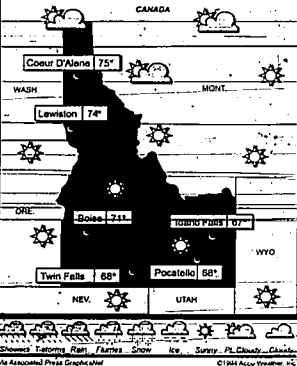 CANADA
Coeur D'Alene 75°
WASH.
MONT.
Lewiston 74°
ORE.
Boise 71°
Idaho Falls 67°
WYO
Twin Falls 68°
Pocatello 68°
NEV.
UTAH
Showers T-storms Rain Flurries Snow Ice Sunny Pt. Cloudy Cloudy
Via Associated Press GraphicsNet
©1994 Accu-Weather, Inc.